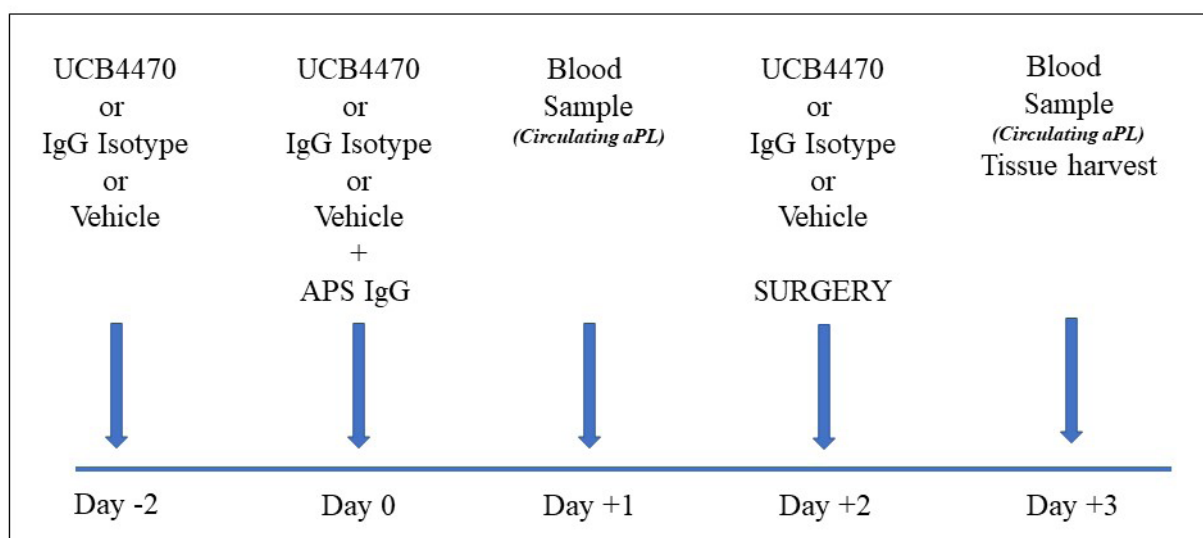 UCB4470
or
IgG Isotype
or
Vehicle
UCB4470
or
IgG Isotype
or
Vehicle
+
APS IgG
Blood
Sample
(Circulating aPL)
UCB4470
or
IgG Isotype
or
Vehicle
SURGERY
Blood
Sample
(Circulating aPL)
Tissue harvest
Day -2
Day 0
Day +1
Day +2
Day +3